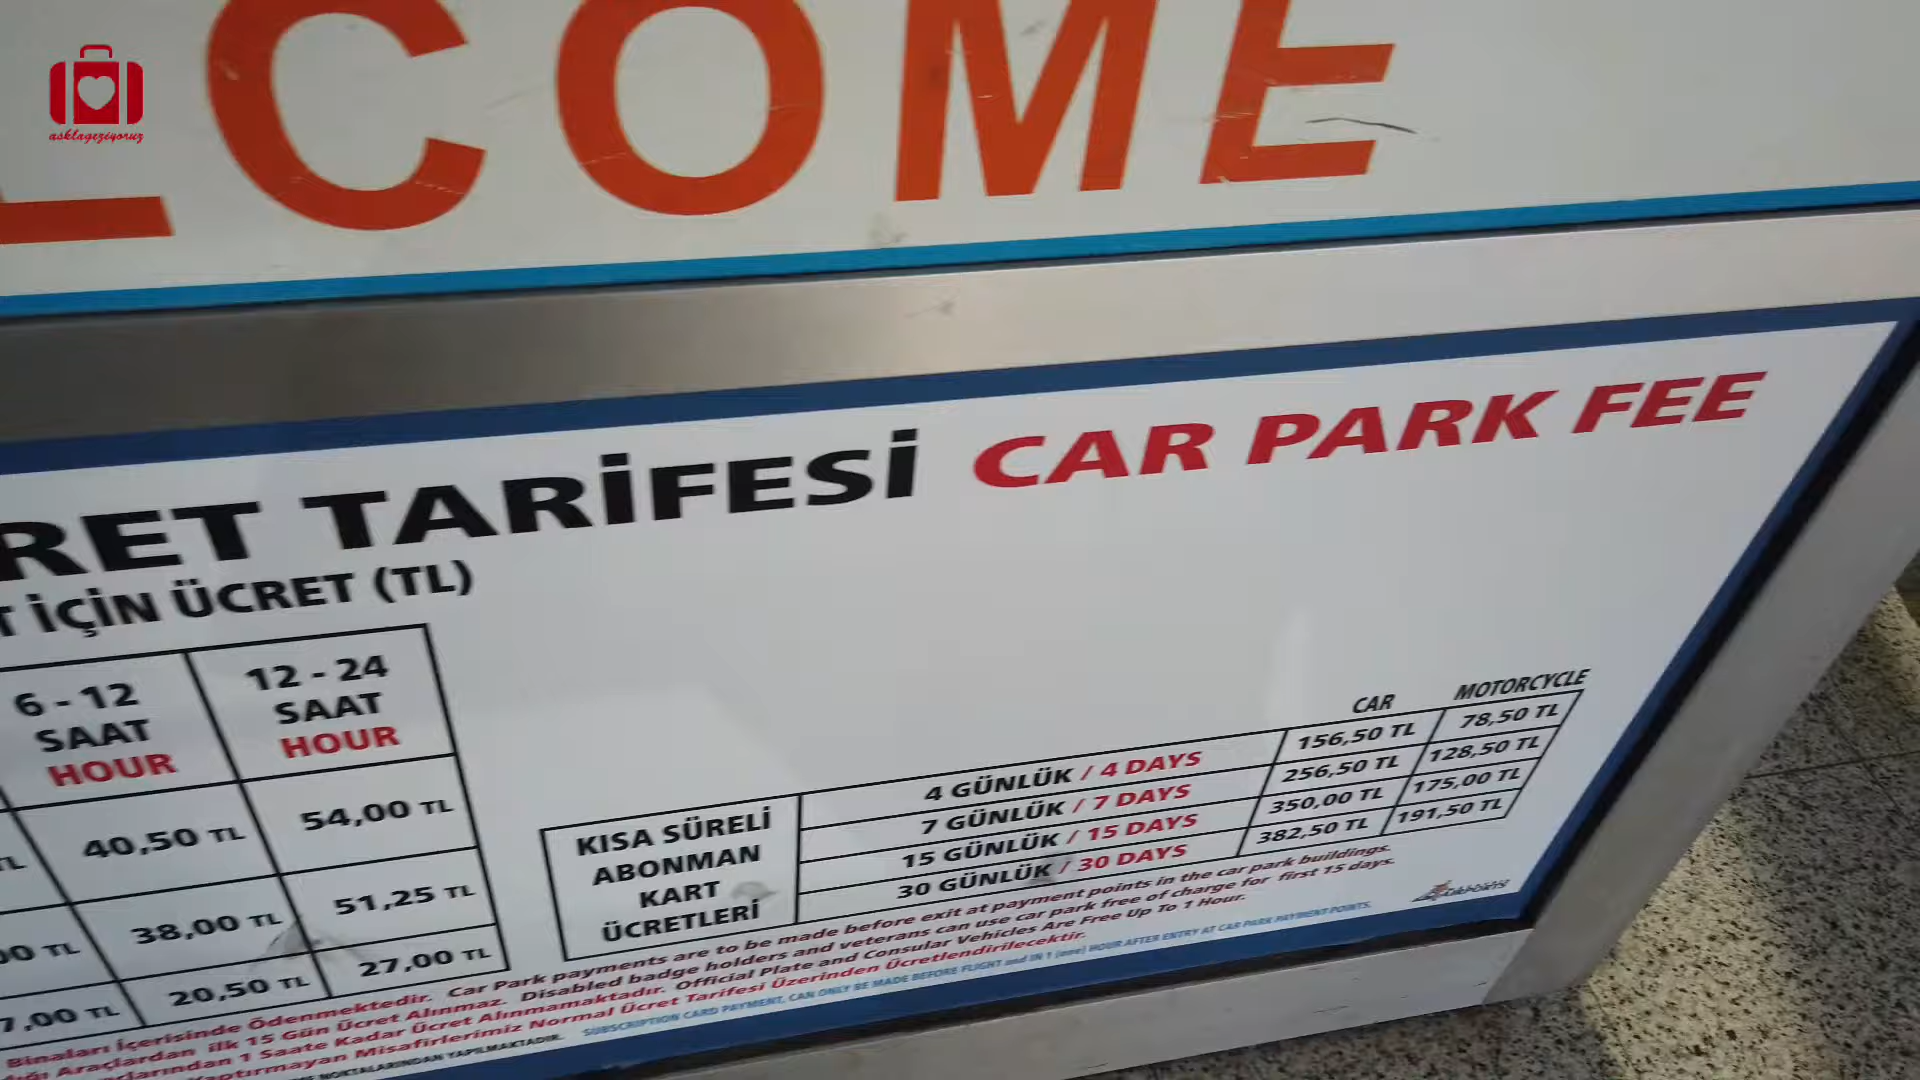 asklageziyoruz
COME
RET TARİFESİ CAR PARK FEE
İÇİN ÜCRET (TL)
6 - 12 SAAT HOUR
12 - 24 SAAT HOUR
40,50 TL
54,00 TL
38,00 TL
51,25 TL
7,00 TL
20,50 TL
27,00 TL
KISA SÜRELİ
ABONMAN
KART
ÜCRETLERİ
CAR MOTORCYCLE
4 GÜNLÜK / 4 DAYS 156,50 TL 78,50 TL
7 GÜNLÜK / 7 DAYS 256,50 TL 128,50 TL
15 GÜNLÜK / 15 DAYS 350,00 TL 175,00 TL
30 GÜNLÜK / 30 DAYS 382,50 TL 191,50 TL
Binaları İçerisinde Ödenmektedir. Car Park payments are to be made before exit at payment points in the car park buildings.
Araçlardan ilk 15 Gün Ücret Alınmaz. Disabled badge holders and veterans can use car park free of charge for first 15 days.
1 Saate Kadar Ücret Alınmamaktadır. Official Plate and Consular Vehicles Are Free Up To 1 Hour.
Yaptırmayan Misafirlerimiz Normal Ücret Tarifesi Üzerinden Ücretlendirilecektir.
NOKTALARINDAN YAPILMAKTADIR. SUBSCRIPTION CARD PAYMENT, CAN ONLY BE MADE BEFORE FLIGHT and IN 1 (one) HOUR AFTER ENTRY AT CAR PARK PAYMENT POINTS.